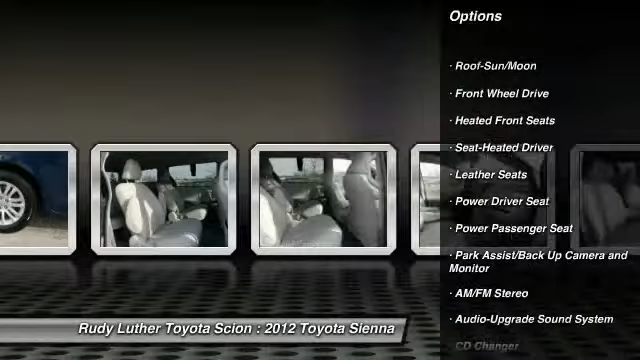 Options
· Roof-Sun/Moon
· Front Wheel Drive
· Heated Front Seats
· Seat-Heated Driver
· Leather Seats
· Power Driver Seat
· Power Passenger Seat
· Park Assist/Back Up Camera and
Monitor
· AM/FM Stereo
· Audio-Upgrade Sound System
CD Changer
Rudy Luther Toyota Scion : 2012 Toyota Sienna